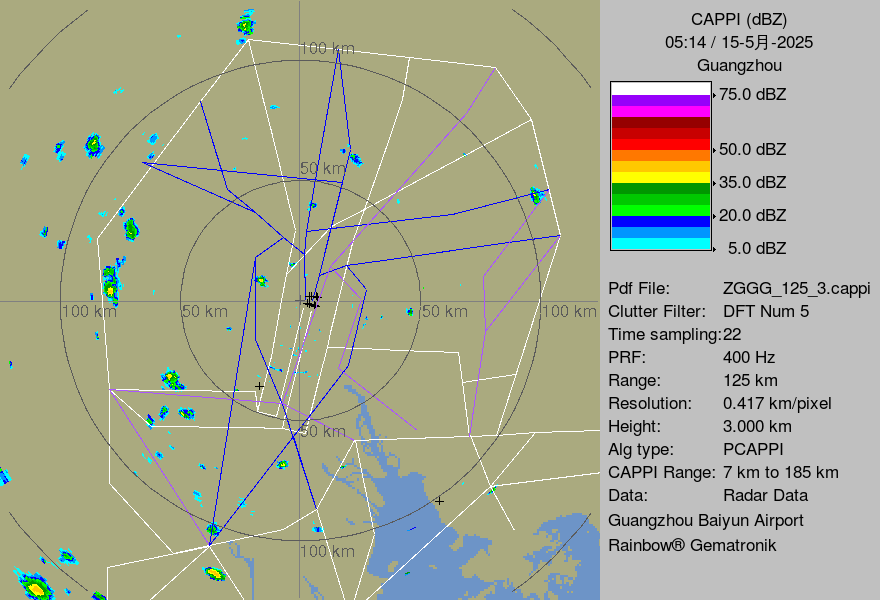 CAPPI (dBZ)
05:14 / 15-5月-2025
Guangzhou
75.0 dBZ
50.0 dBZ
35.0 dBZ
20.0 dBZ
5.0 dBZ
100 km
50 km
100 km
50 km
50 km
100 km
50 km
100 km
Pdf File: ZGGG_125_3.cappi
Clutter Filter: DFT Num 5
Time sampling:22
PRF: 400 Hz
Range: 125 km
Resolution: 0.417 km/pixel
Height: 3.000 km
Alg type: PCAPPI
CAPPI Range: 7 km to 185 km
Data: Radar Data
Guangzhou Baiyun Airport
Rainbow® Gematronik